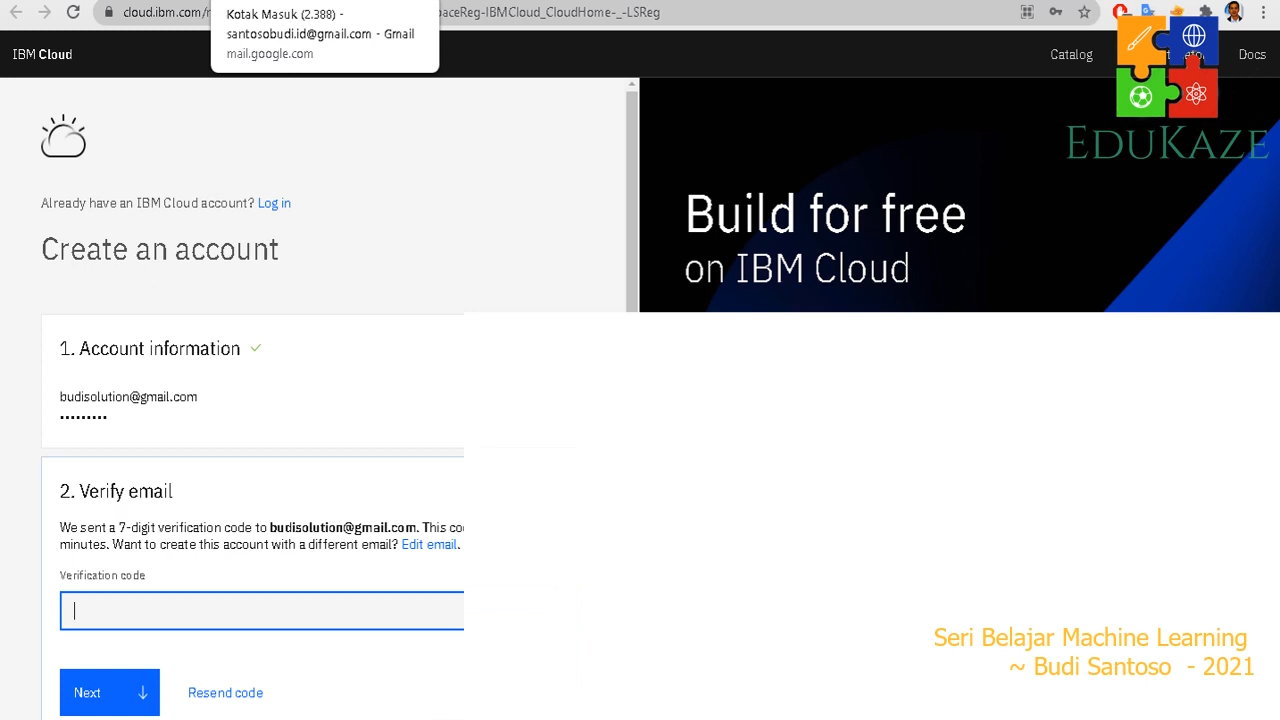 cloud.ibm.com/r
Kotak Masuk (2.388) -
santosobudi.id@gmail.com - Gmail
mail.google.com
aceReg-IBMCloud_CloudHome-_-LSReg
IBM Cloud
Catalog
Docs
EduKaze
Already have an IBM Cloud account? Log in
Create an account
Build for free
on IBM Cloud
1. Account information
budisolution@gmail.com
•••••••••
2. Verify email
We sent a 7-digit verification code to budisolution@gmail.com. This co
minutes. Want to create this account with a different email? Edit email.
Verification code
Next
Resend code
Seri Belajar Machine Learning
~ Budi Santoso - 2021